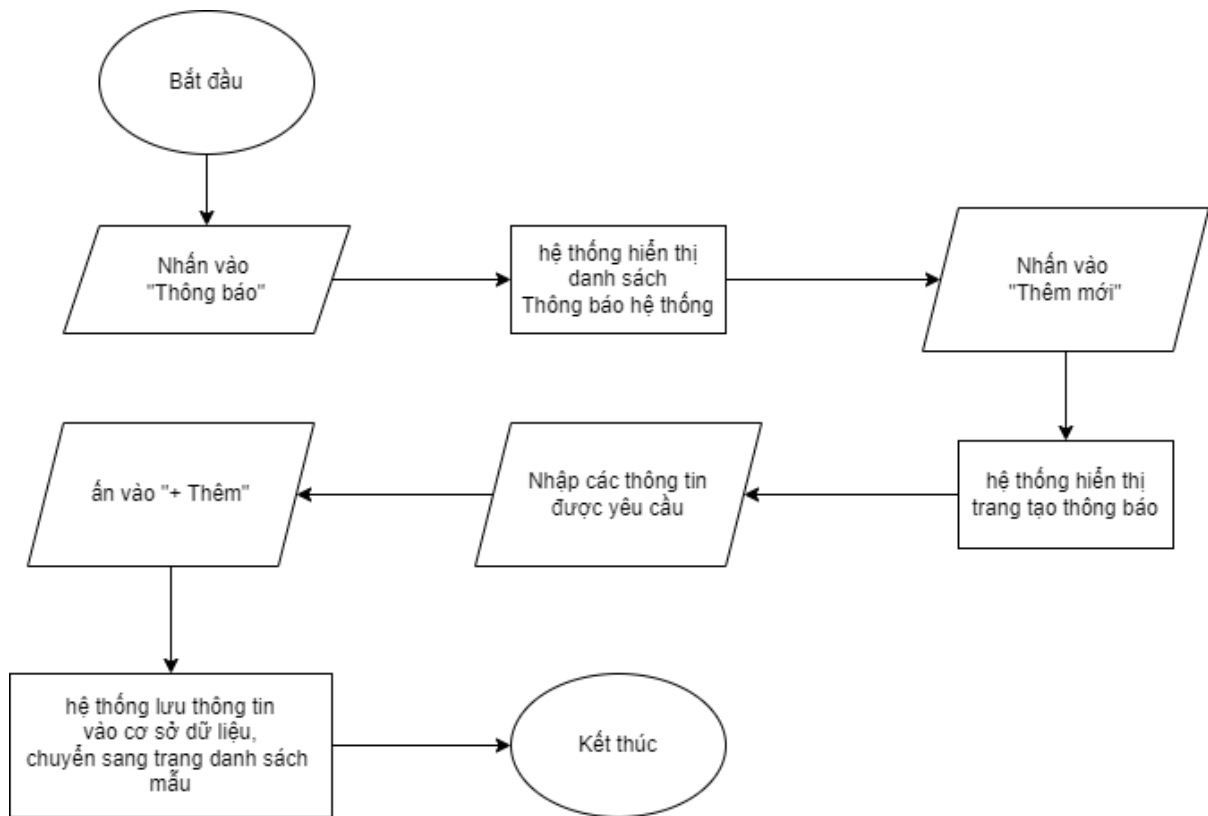 Bắt đầu
Nhấn vào
"Thông báo"
hệ thống hiển thị
danh sách
Thông báo hệ thống
Nhấn vào
"Thêm mới"
hệ thống hiển thị
trang tạo thông báo
Nhập các thông tin
được yêu cầu
ấn vào "+ Thêm"
hệ thống lưu thông tin
vào cơ sở dữ liệu,
chuyển sang trang danh sách
mẫu
Kết thúc